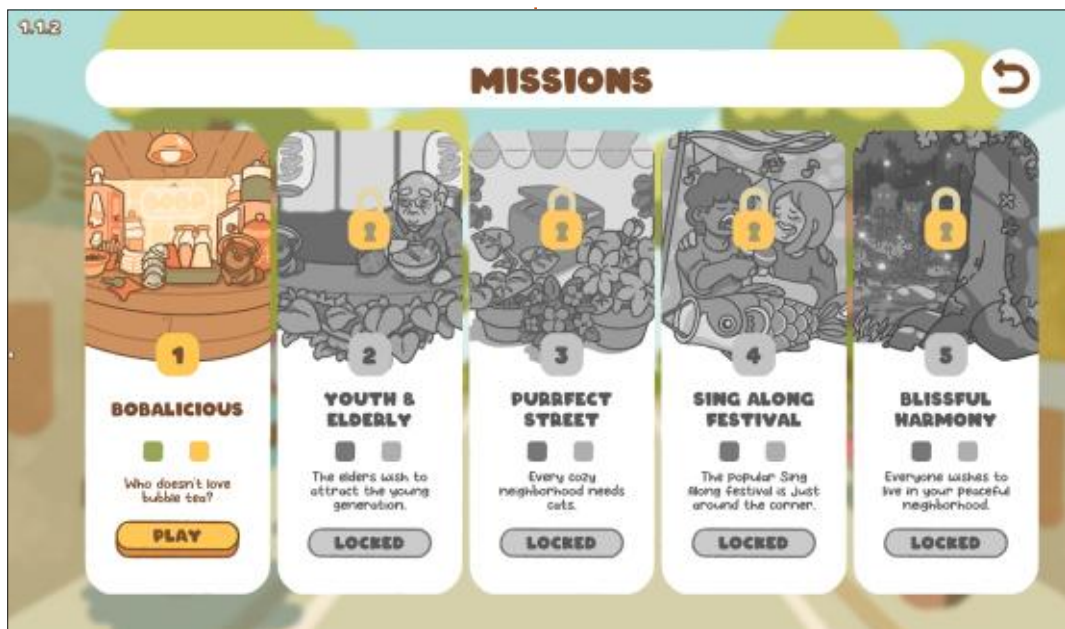 1.1.2
MISSIONS
1
BOBALICIOUS
Who doesn't love
bubble tea?
PLAY
2
YOUTH &
ELDERLY
The elders wish to
attract the young
generation.
LOCKED
3
PURRFECT
STREET
Every cozy
neighborhood needs
cats.
LOCKED
4
SING ALONG
FESTIVAL
The popular Sing
Along festival is just
around the corner.
LOCKED
5
BLISSFUL
HARMONY
Everyone wishes to
live in your peaceful
neighborhood.
LOCKED